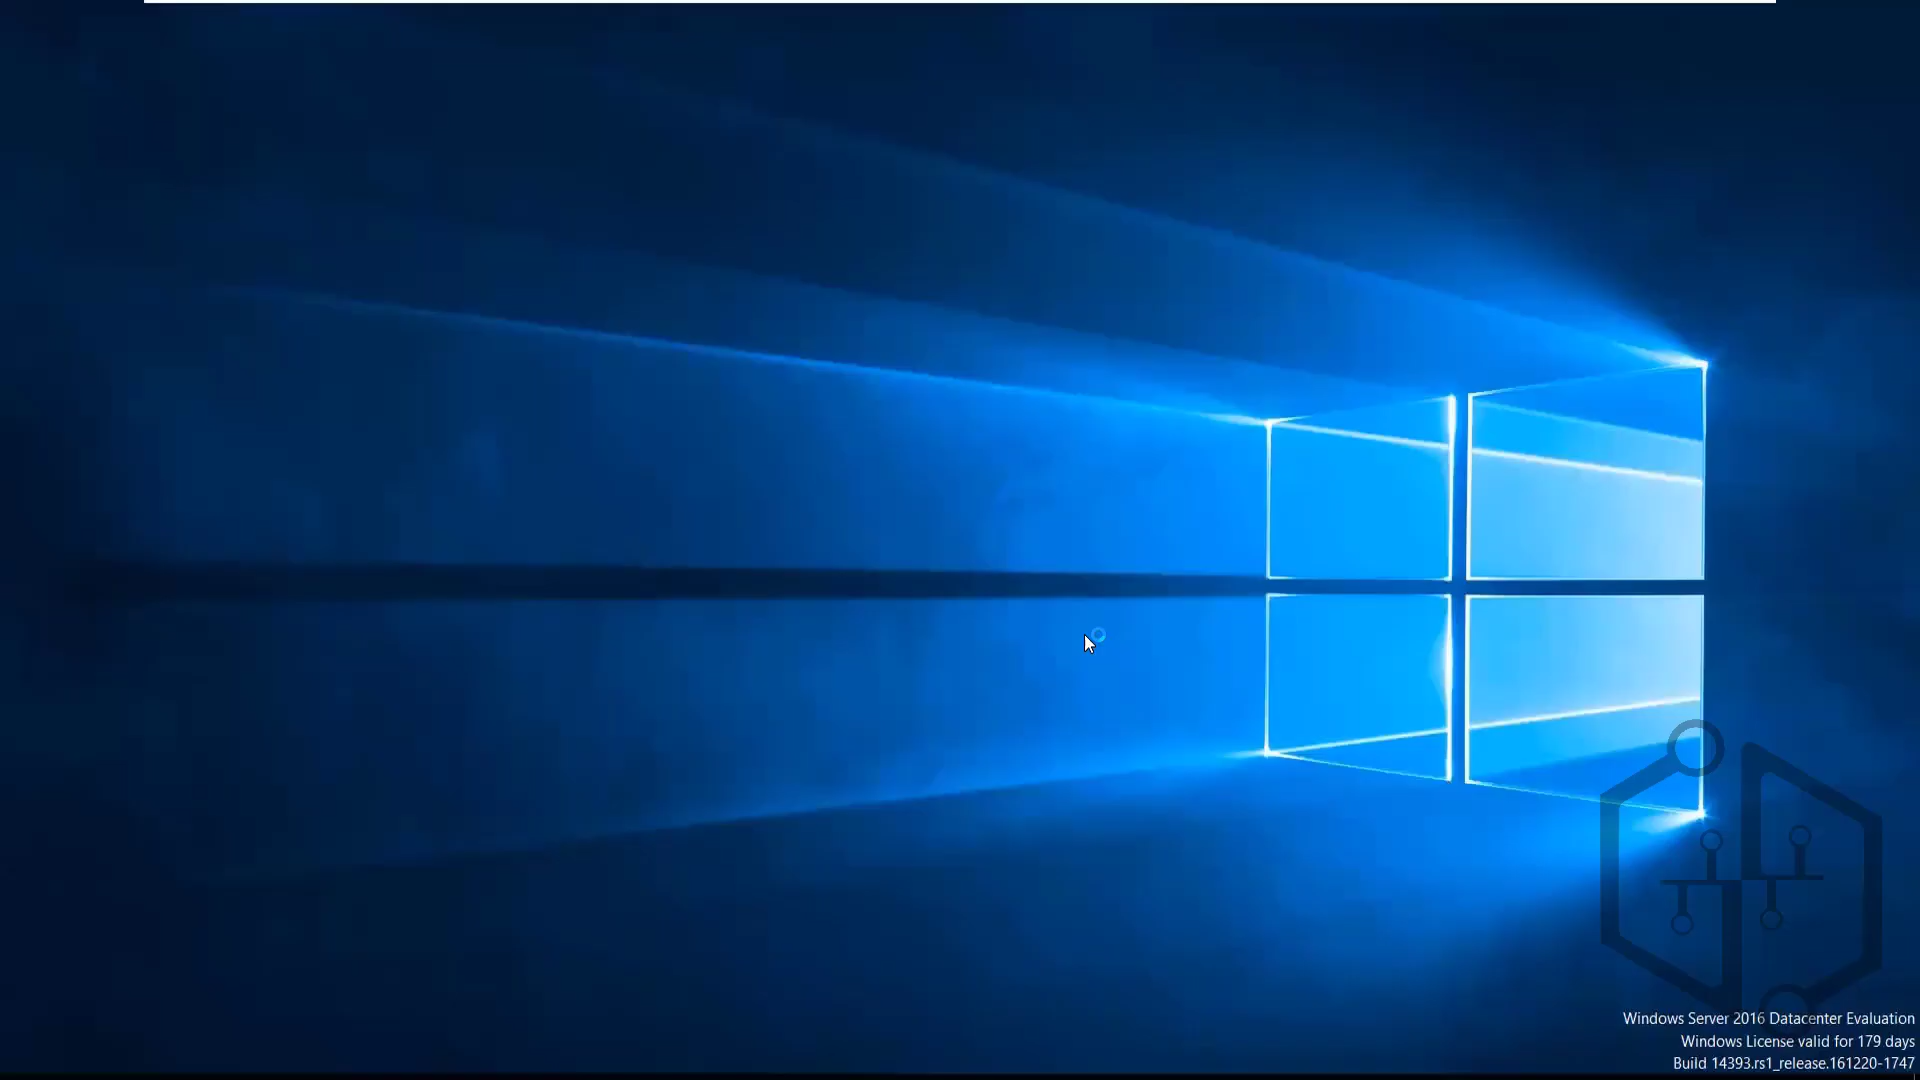 Windows Server 2016 Datacenter Evaluation
Windows License valid for 179 days
Build 14393.rs1_release.161220-1747